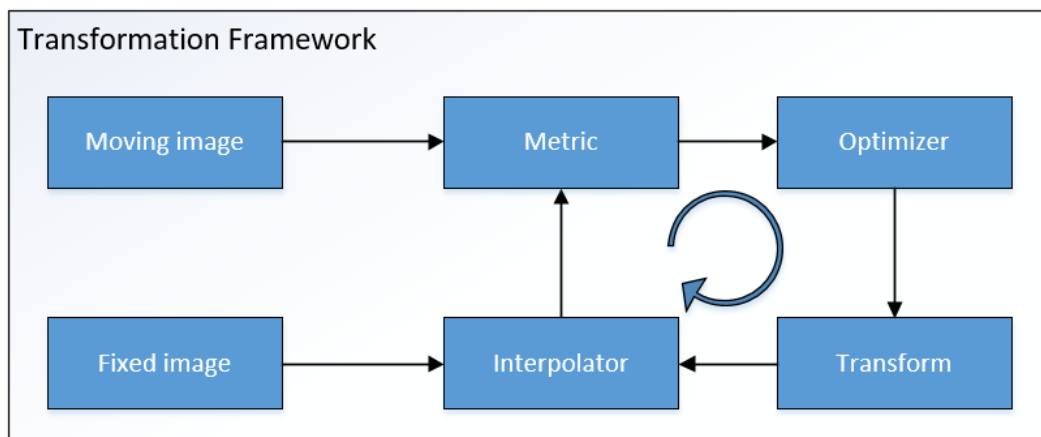 Transformation Framework
Moving image
Metric
Optimizer
Fixed image
Interpolator
Transform